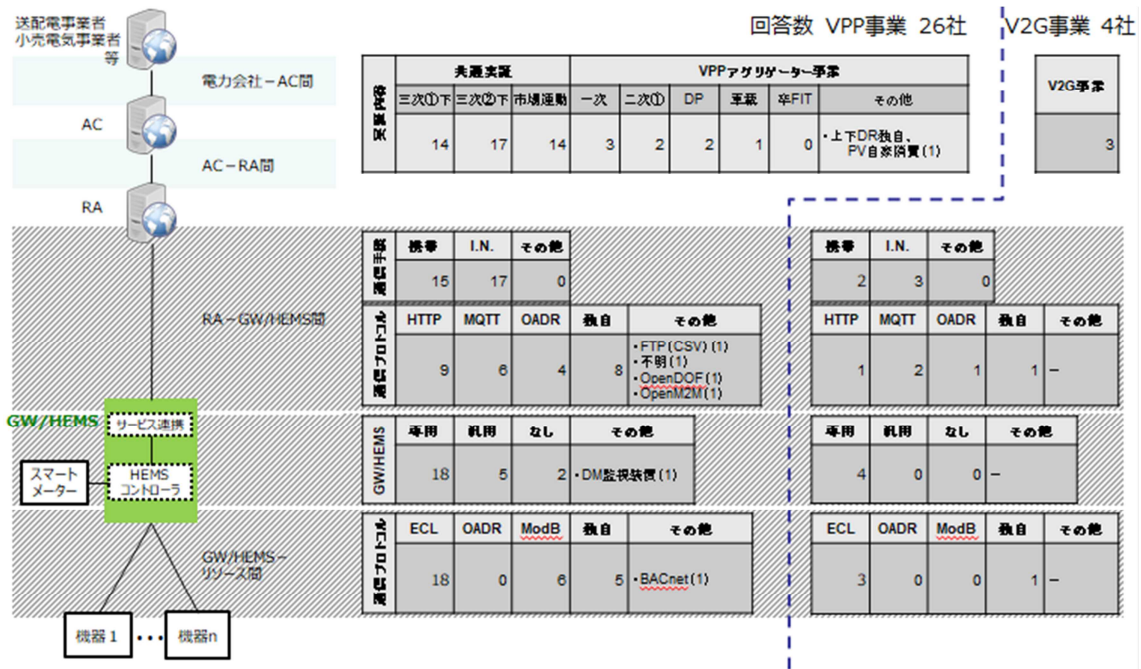 送配電事業者
小売電気事業者
等
電力会社－AC間
AC
AC－RA間
RA
RA－GW/HEMS間
GW/HEMS
サービス連携
スマート
メーター
HEMS
コントローラ
GW/HEMS－
リソース間
機器1
･･･
機器n
回答数 VPP事業 26社
V2G事業 4社
実証内容
共通実証
VPPアグリゲーター事業
三次①下 三次②下 市場連動 一次 二次① DP 車載 卒FIT その他
14 17 14 3 2 2 1 0 ・上下DR独自、
PV自家消費(1)
V2G事業
3
通信手段
携帯 I.N. その他
15 17 0
携帯 I.N. その他
2 3 0
通信プロトコル
HTTP MQTT OADR 独自 その他
9 6 4 8 ・FTP(CSV)(1)
・不明(1)
・OpenDOF(1)
・OpenM2M(1)
HTTP MQTT OADR 独自 その他
1 2 1 1 －
GW/HEMS
専用 汎用 なし その他
18 5 2 ・DM監視装置(1)
専用 汎用 なし その他
4 0 0 －
通信プロトコル
ECL OADR ModB 独自 その他
18 0 6 5 ・BACnet(1)
ECL OADR ModB 独自 その他
3 0 0 1 －